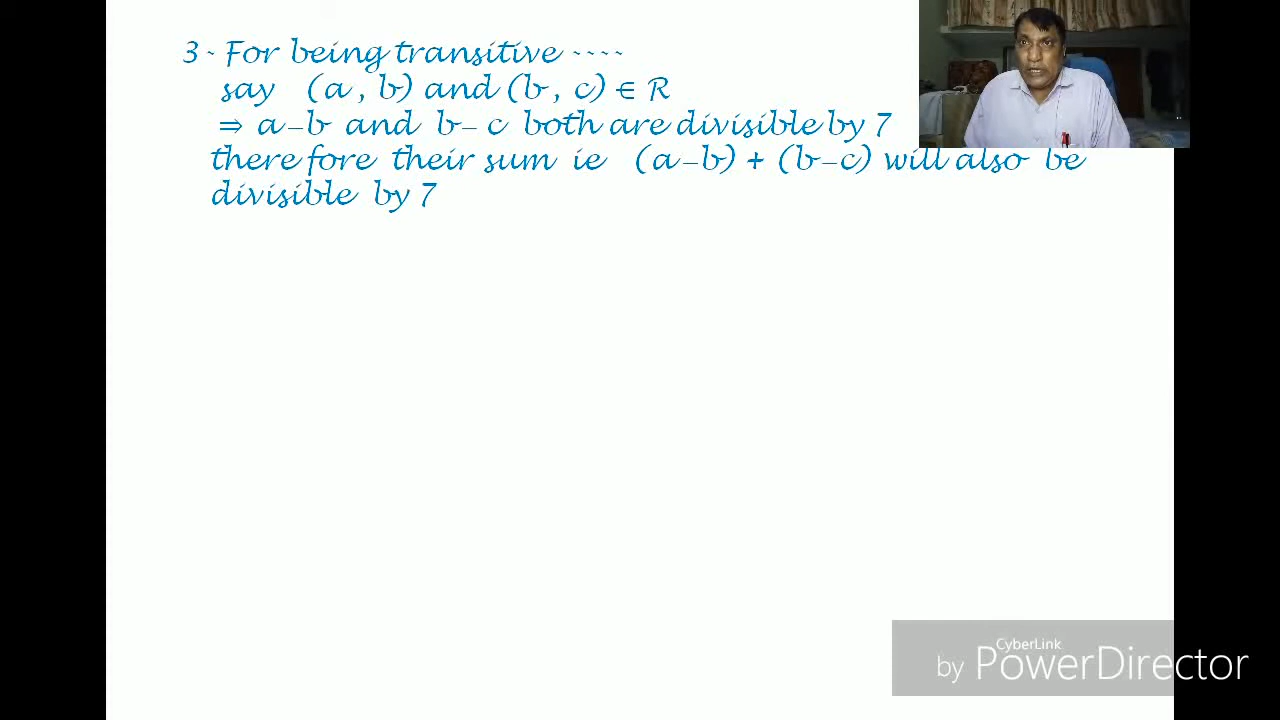 3- For being transitive ----
say (a , b) and (b , c) ∈ R
⇒ a-b and b- c both are divisible by 7
there fore their sum ie (a-b) + (b-c) will also be
divisible by 7
CyberLink
by PowerDirector